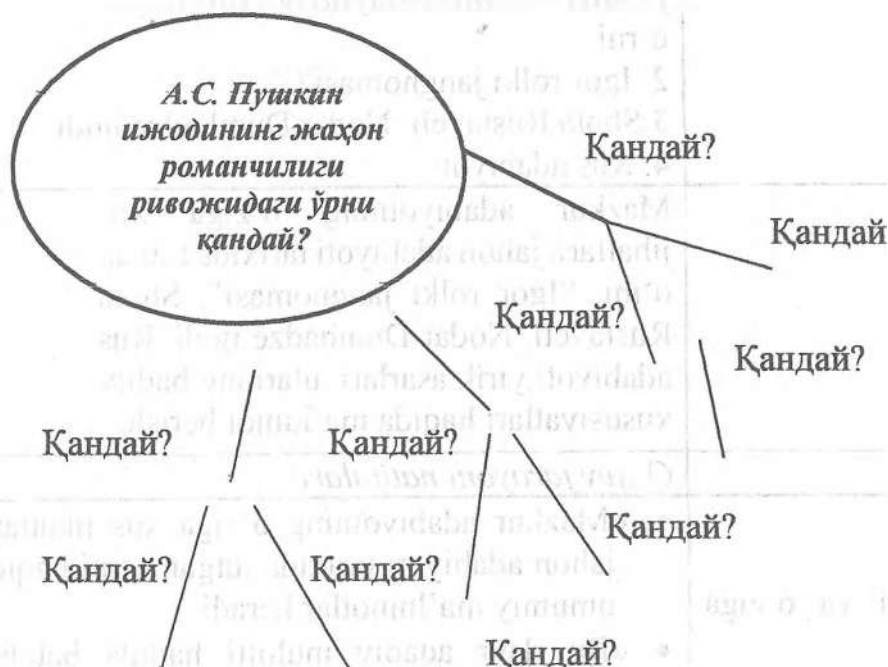 А.С. Пушкин
ижодининг жаҳон
романчилиги
ривожидаги ўрни
қандай?
Қандай?
Қандай
Қандай?
Қандай?
Қандай?
Қандай?
Қандай?
Қандай?
Қандай?
Қандай?